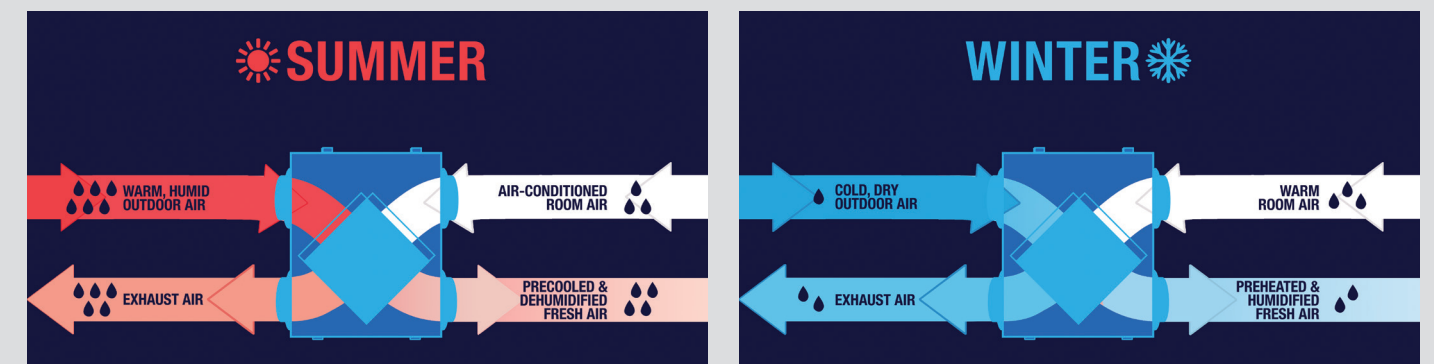 SUMMER
WARM, HUMID
OUTDOOR AIR
AIR-CONDITIONED
ROOM AIR
EXHAUST AIR
PRECOOLED &
DEHUMIDIFIED
FRESH AIR
WINTER
COLD, DRY
OUTDOOR AIR
WARM
ROOM AIR
EXHAUST AIR
PREHEATED &
HUMIDIFIED
FRESH AIR